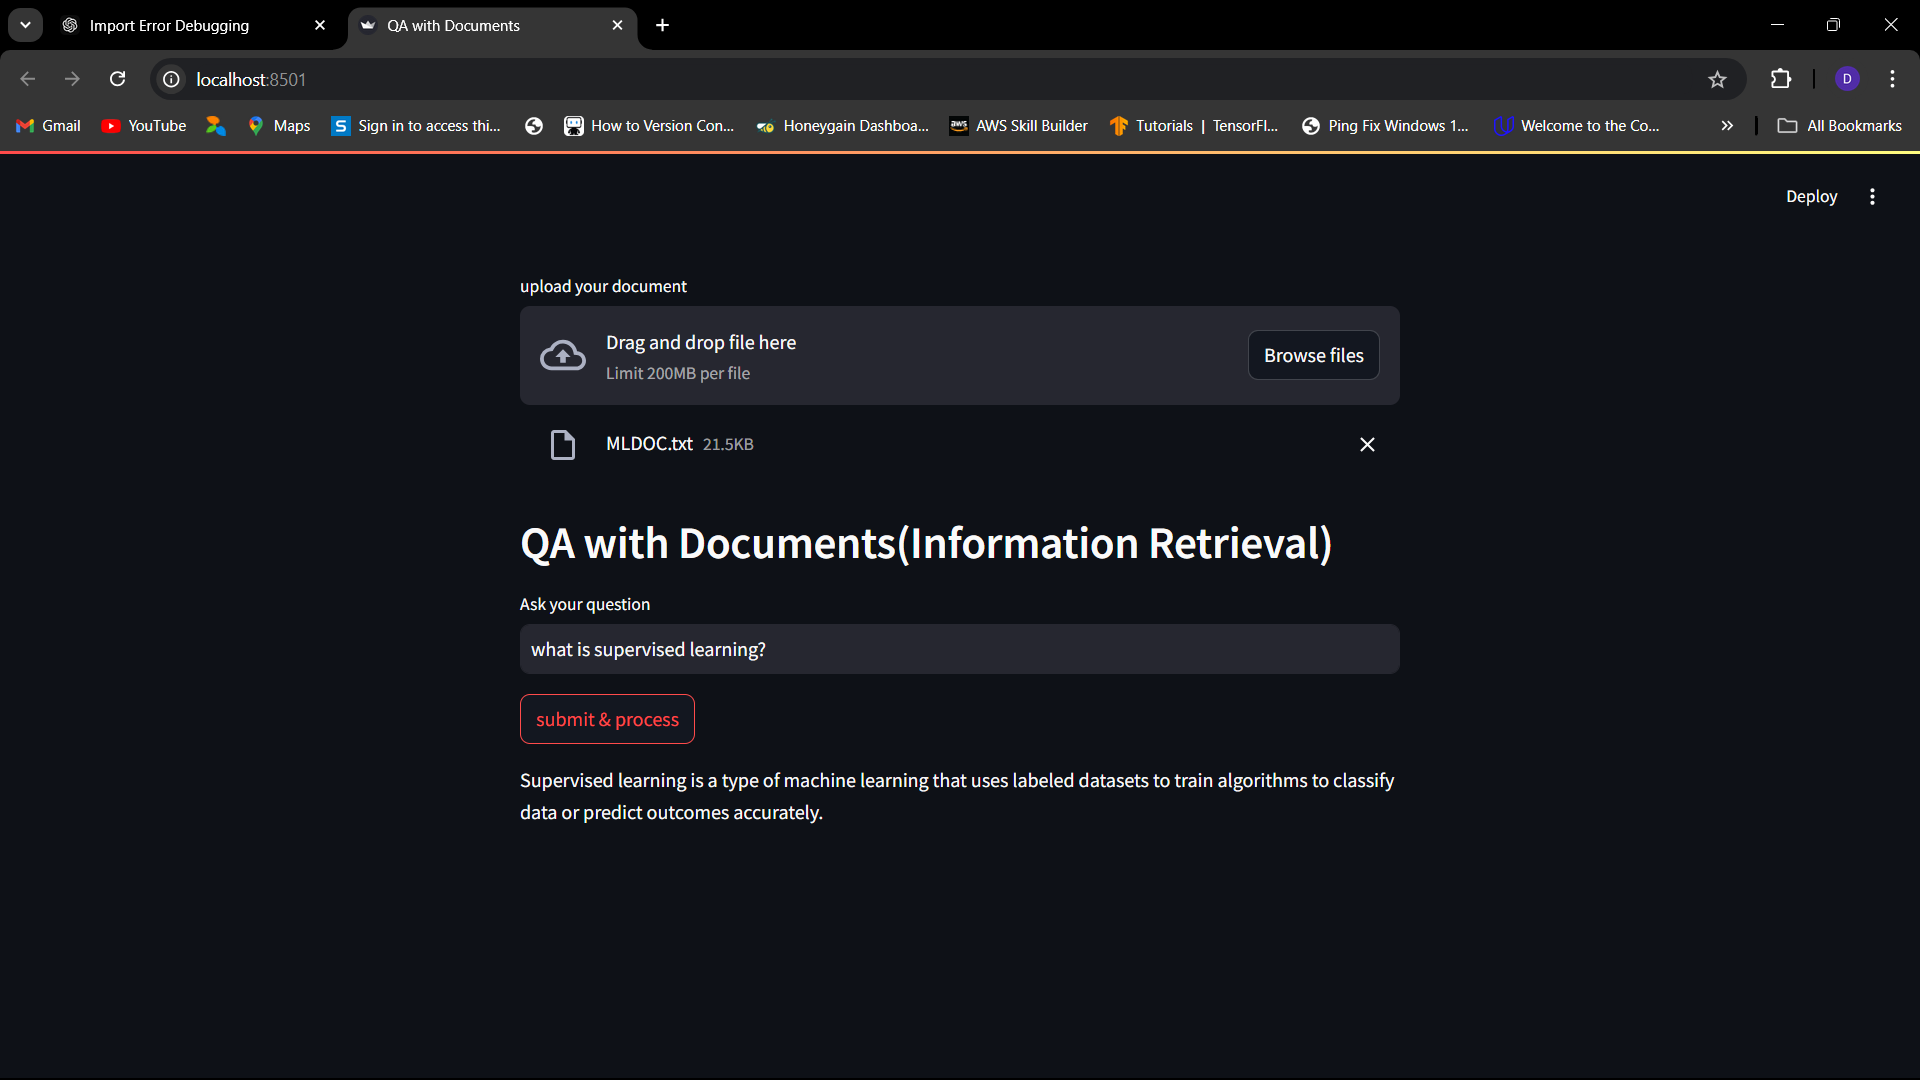 Import Error Debugging
QA with Documents
localhost:8501
D
Gmail
YouTube
Maps
S
Sign in to access thi...
How to Version Con...
Honeygain Dashboa...
aws
AWS Skill Builder
Tutorials | TensorFl...
Ping Fix Windows 1...
Welcome to the Co...
All Bookmarks
Deploy
upload your document
Drag and drop file here
Limit 200MB per file
Browse files
MLDOC.txt 21.5KB
QA with Documents(Information Retrieval)
Ask your question
what is supervised learning?
submit & process
Supervised learning is a type of machine learning that uses labeled datasets to train algorithms to classify
data or predict outcomes accurately.